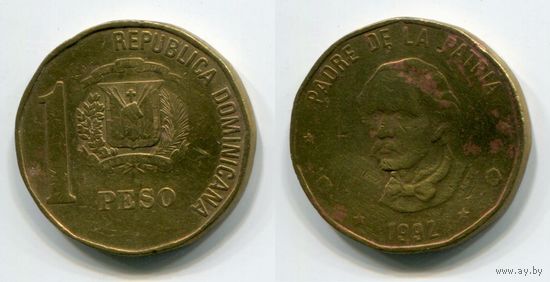 REPUBLICA DOMINICANA
1
PESO
PADRE DE LA PATRIA
1992
www.ay.by